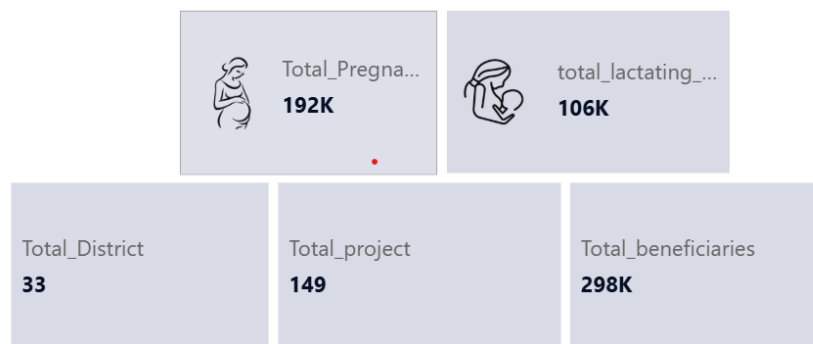 Total_Pregna...
192K
total_lactating_...
106K
Total_District
33
Total_project
149
Total_beneficiaries
298K